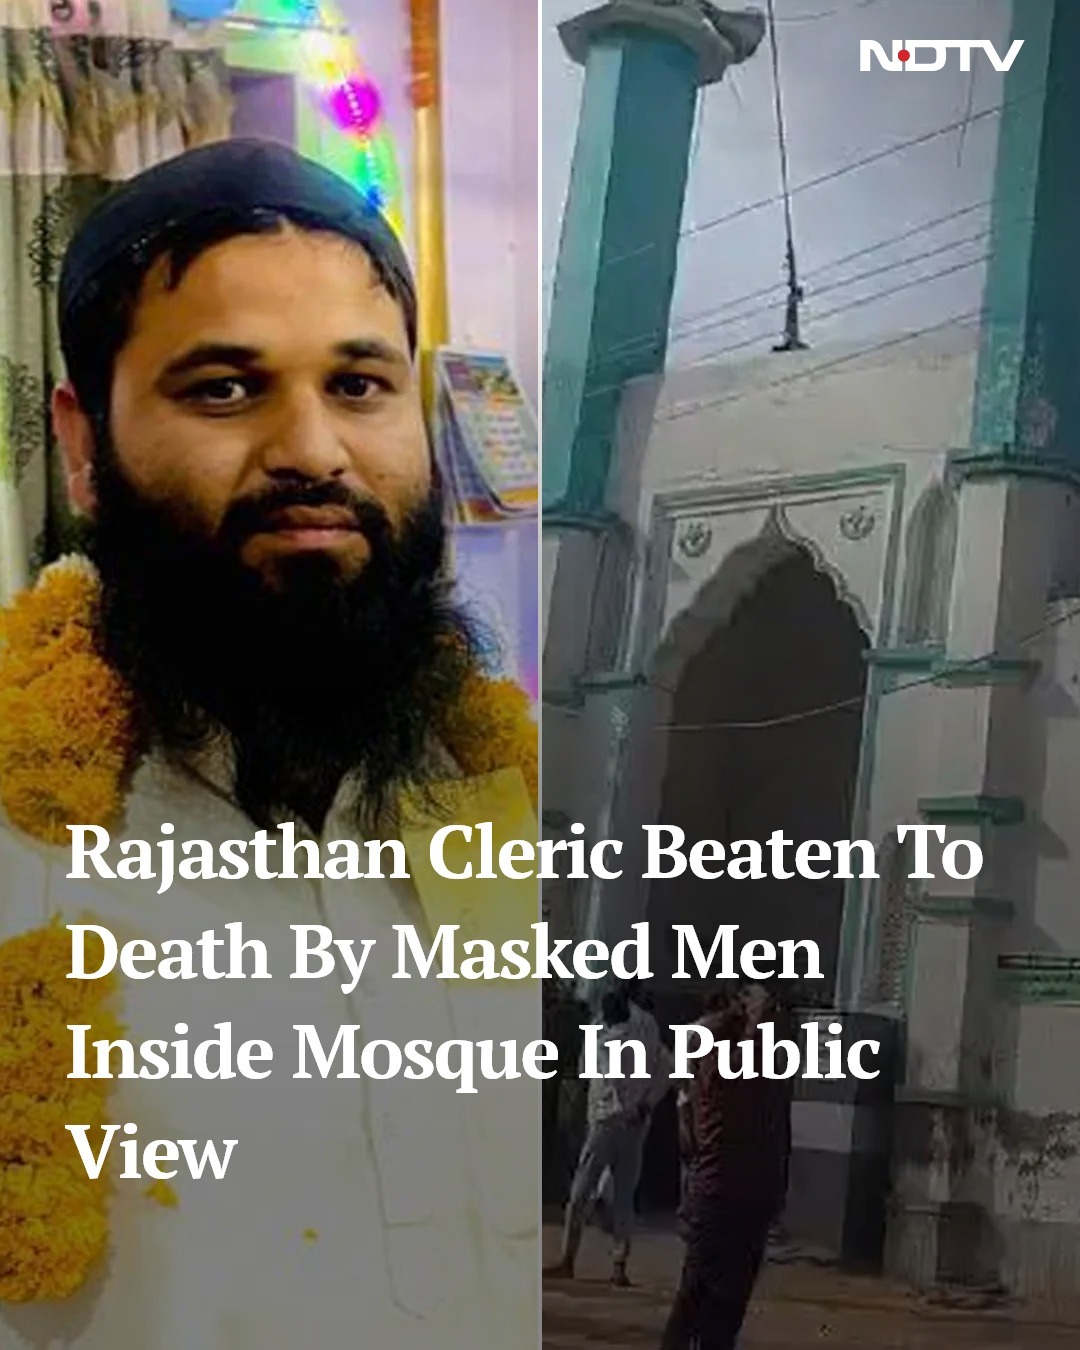 NDTV
Rajasthan Cleric Beaten To
Death By Masked Men
Inside Mosque In Public
View